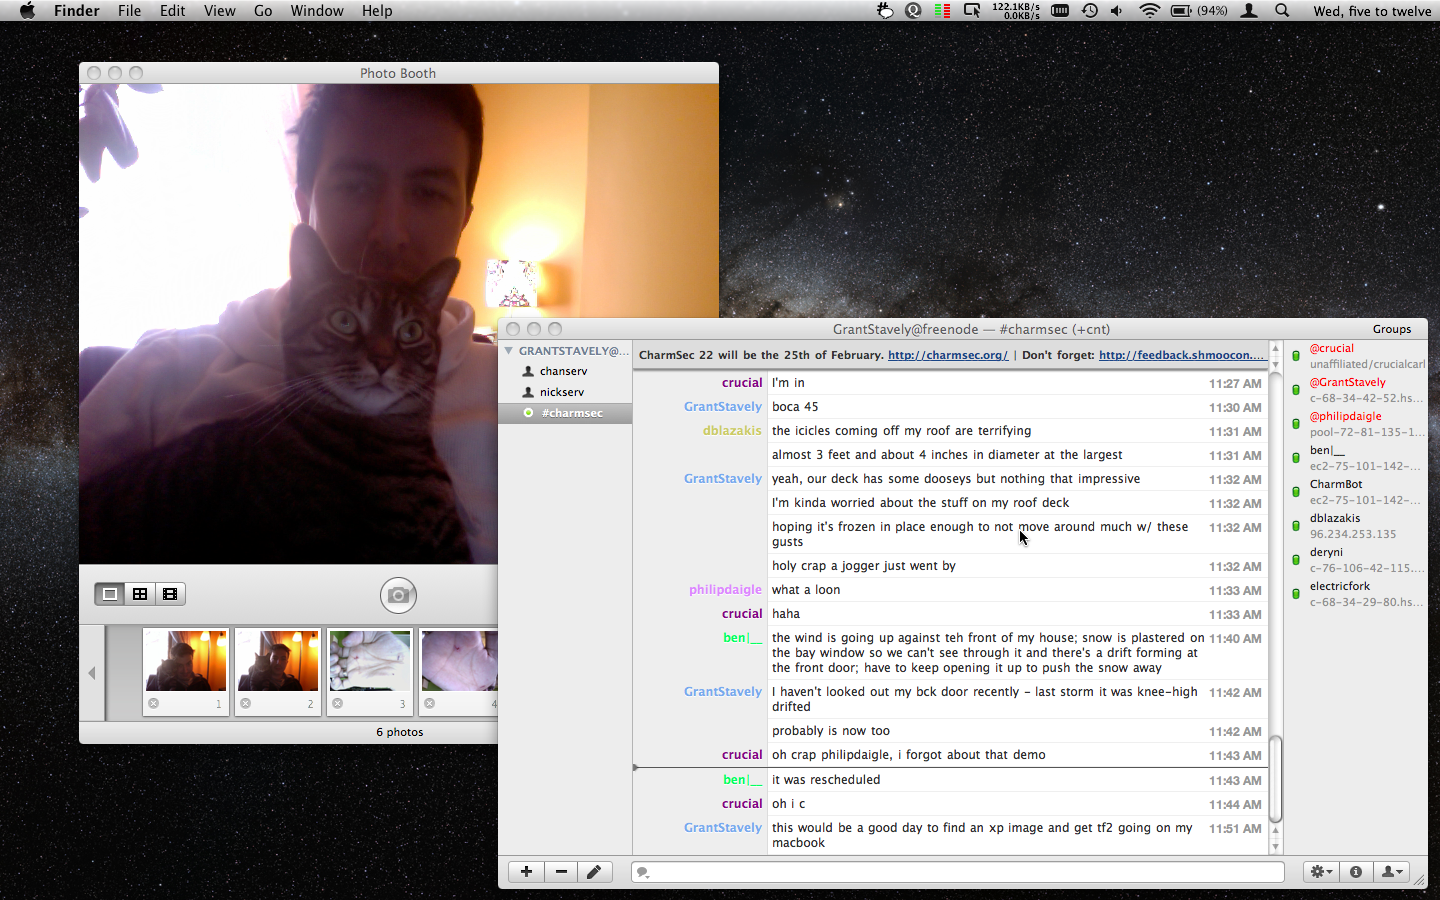 Finder File Edit View Go Window Help
122.1KB/s
0.0KB/s
(94%)
Wed, five to twelve
Photo Booth
1
2
3
4
6 photos
GrantStavely@freenode — #charmsec (+cnt)
Groups
GRANTSTAVELY@...
chanserv
nickserv
#charmsec
CharmSec 22 will be the 25th of February. http://charmsec.org/ | Don't forget: http://feedback.shmoocon....
crucial I'm in 11:27 AM
GrantStavely boca 45 11:30 AM
dblazakis the icicles coming off my roof are terrifying 11:31 AM
almost 3 feet and about 4 inches in diameter at the largest 11:31 AM
GrantStavely yeah, our deck has some dooseys but nothing that impressive 11:32 AM
I'm kinda worried about the stuff on my roof deck 11:32 AM
hoping it's frozen in place enough to not move around much w/ these 11:32 AM
gusts
holy crap a jogger just went by 11:32 AM
philipdaigle what a loon 11:33 AM
crucial haha 11:33 AM
ben|__ the wind is going up against teh front of my house; snow is plastered on 11:40 AM
the bay window so we can't see through it and there's a drift forming at
the front door; have to keep opening it up to push the snow away
GrantStavely I haven't looked out my bck door recently - last storm it was knee-high 11:42 AM
drifted
probably is now too 11:42 AM
crucial oh crap philipdaigle, i forgot about that demo 11:43 AM
ben|__ it was rescheduled 11:43 AM
crucial oh i c 11:44 AM
GrantStavely this would be a good day to find an xp image and get tf2 going on my 11:51 AM
macbook
@crucial
unaffiliated/crucialcarl
@GrantStavely
c-68-34-42-52.hs...
@philipdaigle
pool-72-81-135-1...
ben|__
ec2-75-101-142-...
CharmBot
ec2-75-101-142-...
dblazakis
96.234.253.135
deryni
c-76-106-42-115....
electricfork
c-68-34-29-80.hs...